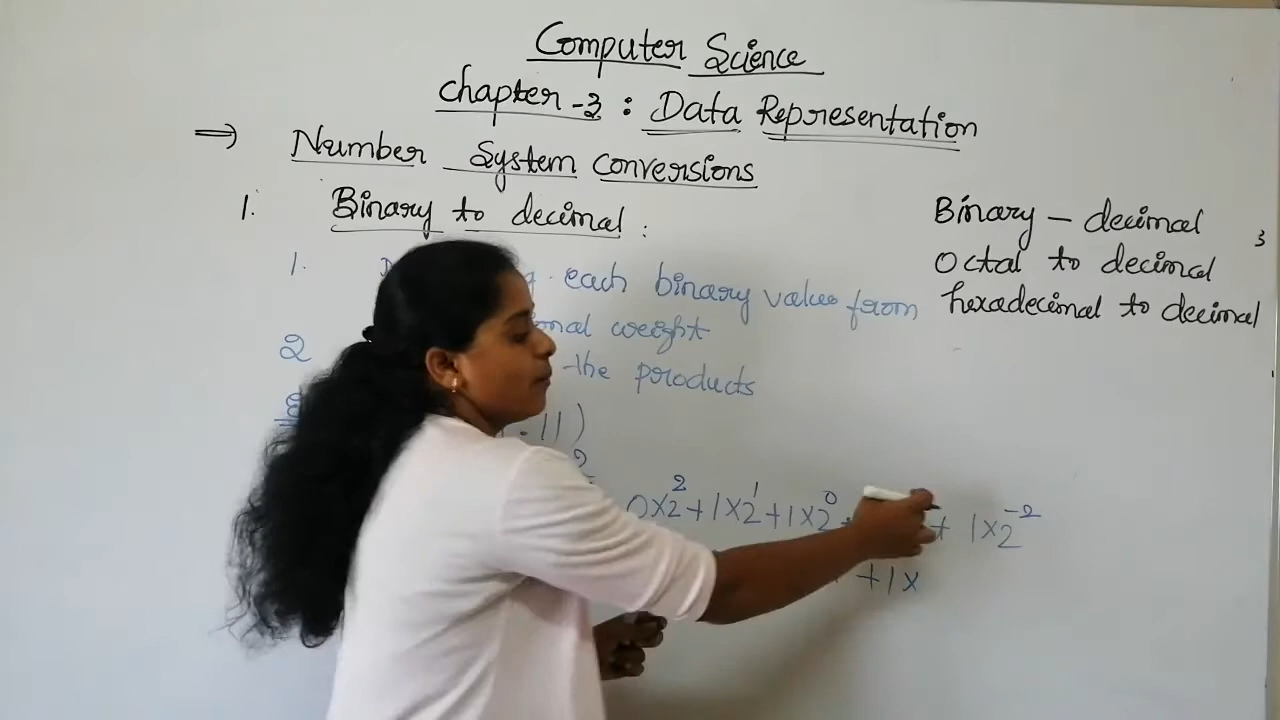 Computer Science
Chapter-3 : Data Representation
⇒ Number System Conversions
1. Binary to decimal :
Binary - decimal
Octal to decimal
hexadecimal to decimal
3
1. each binary value from
weight
2 the products
.11)
0x2² + 1x2¹ + 1x2⁰ + 1x2⁻²
+1x